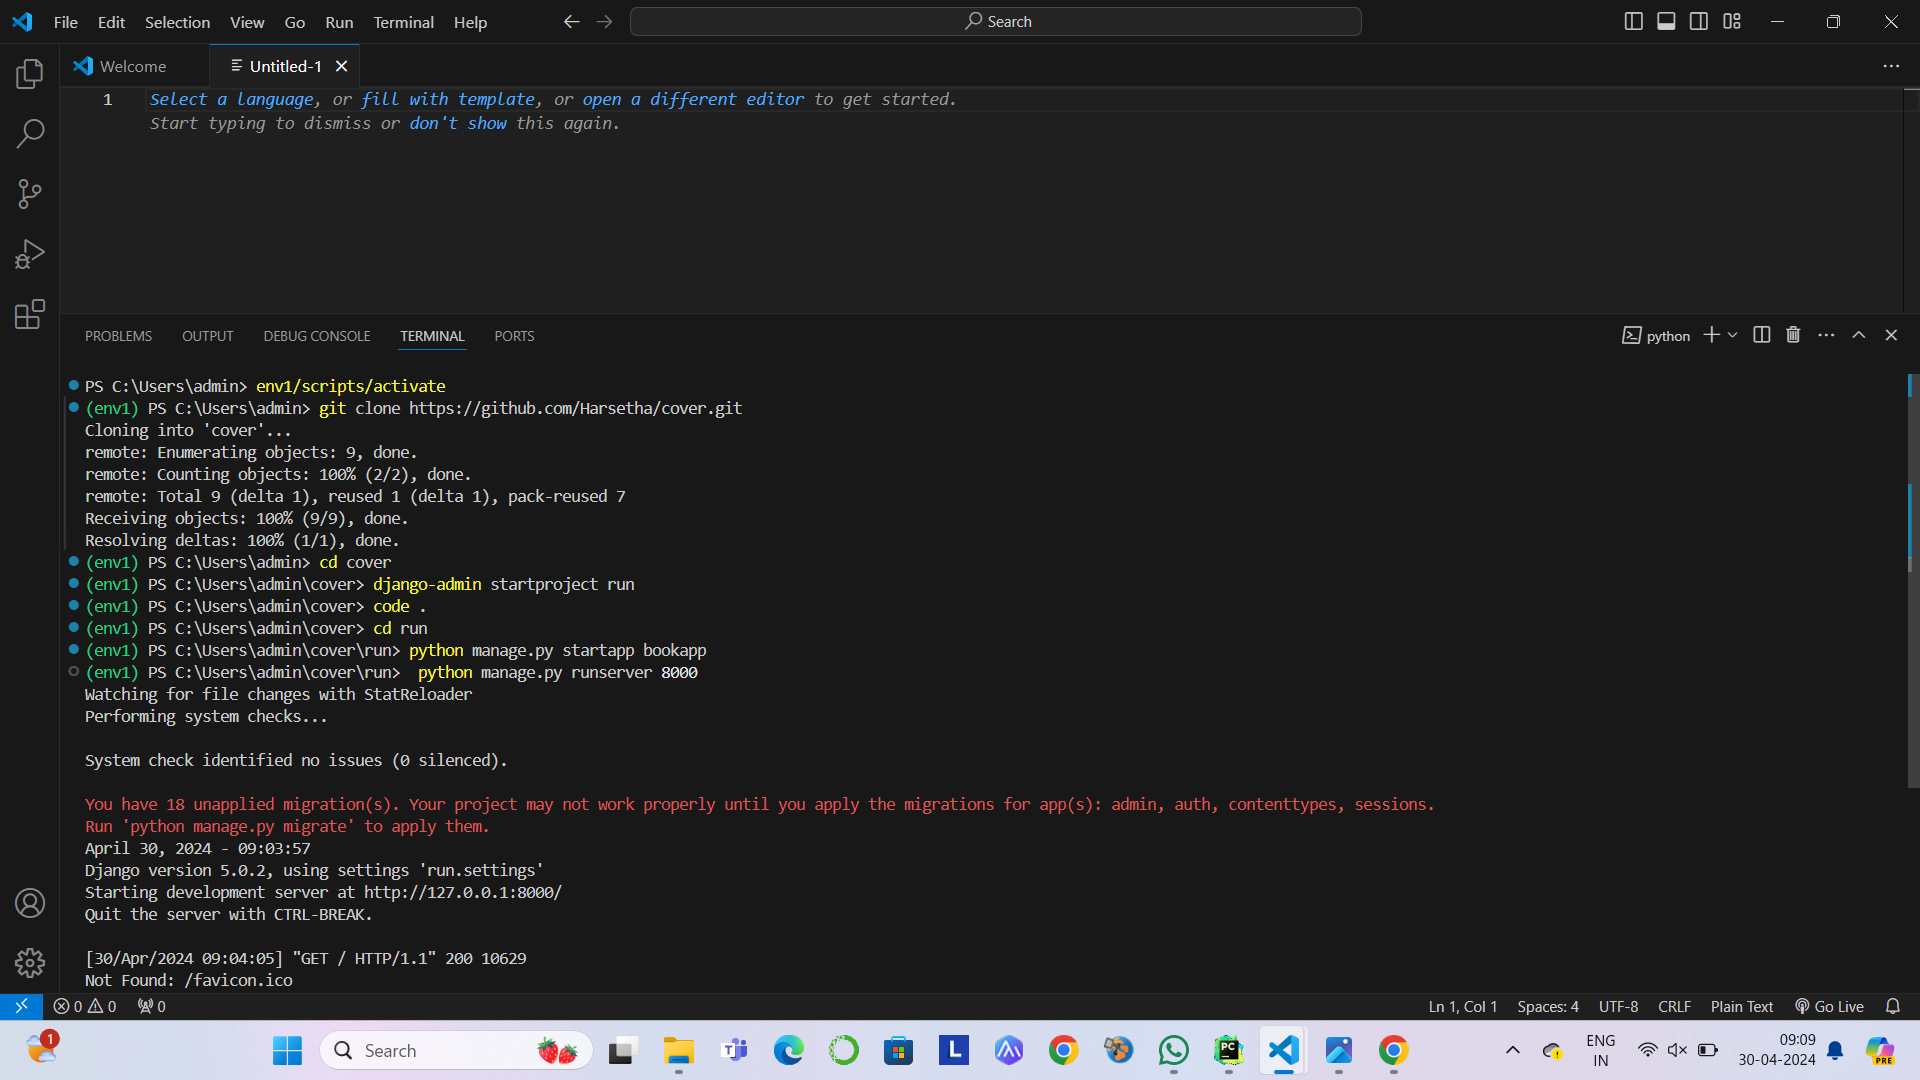 File Edit Selection View Go Run Terminal Help
Search
Welcome
Untitled-1
1 Select a language, or fill with template, or open a different editor to get started.
Start typing to dismiss or don't show this again.
PROBLEMS OUTPUT DEBUG CONSOLE TERMINAL PORTS
python
PS C:\Users\admin> env1/scripts/activate
(env1) PS C:\Users\admin> git clone https://github.com/Harsetha/cover.git
Cloning into 'cover'...
remote: Enumerating objects: 9, done.
remote: Counting objects: 100% (2/2), done.
remote: Total 9 (delta 1), reused 1 (delta 1), pack-reused 7
Receiving objects: 100% (9/9), done.
Resolving deltas: 100% (1/1), done.
(env1) PS C:\Users\admin> cd cover
(env1) PS C:\Users\admin\cover> django-admin startproject run
(env1) PS C:\Users\admin\cover> code .
(env1) PS C:\Users\admin\cover> cd run
(env1) PS C:\Users\admin\cover\run> python manage.py startapp bookapp
(env1) PS C:\Users\admin\cover\run>  python manage.py runserver 8000
Watching for file changes with StatReloader
Performing system checks...
System check identified no issues (0 silenced).
You have 18 unapplied migration(s). Your project may not work properly until you apply the migrations for app(s): admin, auth, contenttypes, sessions.
Run 'python manage.py migrate' to apply them.
April 30, 2024 - 09:03:57
Django version 5.0.2, using settings 'run.settings'
Starting development server at http://127.0.0.1:8000/
Quit the server with CTRL-BREAK.
[30/Apr/2024 09:04:05] "GET / HTTP/1.1" 200 10629
Not Found: /favicon.ico
0 0 0
Ln 1, Col 1 Spaces: 4 UTF-8 CRLF Plain Text Go Live
1
Search
L
PC
ENG
IN
09:09
30-04-2024
PRE